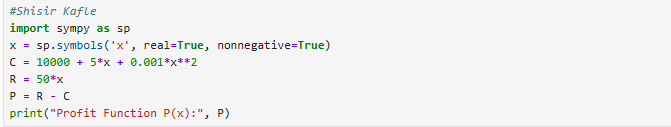 #Shisir Kafle
import sympy as sp
x = sp.symbols('x', real=True, nonnegative=True)
C = 10000 + 5*x + 0.001*x**2
R = 50*x
P = R - C
print("Profit Function P(x):", P)